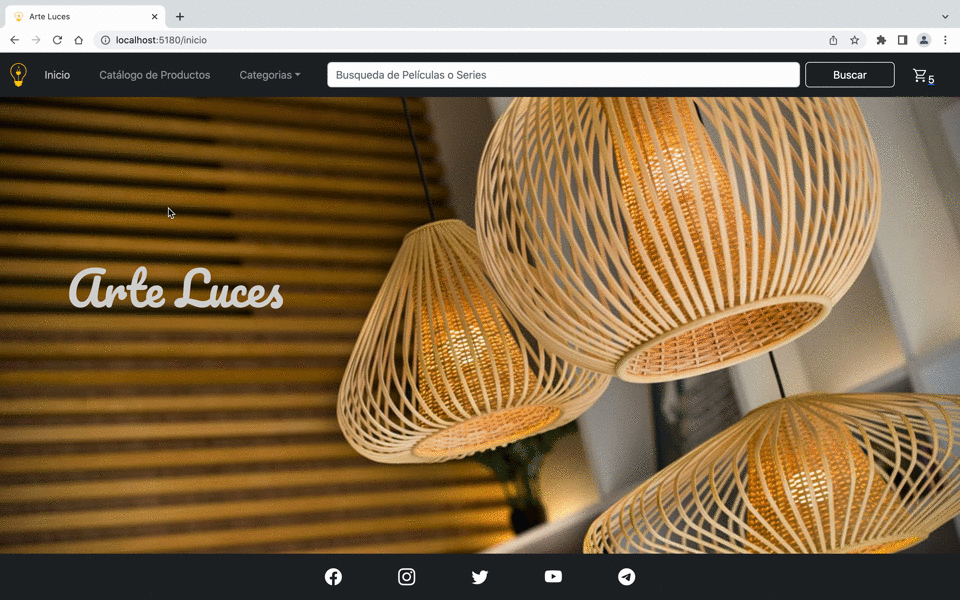 Arte Luces
localhost:5180/inicio
Inicio
Catálogo de Productos
Categorias
Busqueda de Películas o Series
Buscar
5
Arte Luces